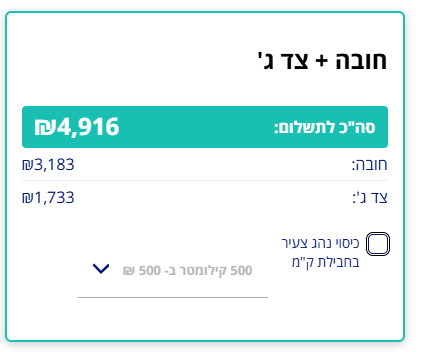 חובה + צד ג'
סה"כ לתשלום: ₪4,916
חובה: ₪3,183
צד ג': ₪1,733
כיסוי נהג צעיר
בחבילת ק"מ
500 קילומטר ב- 500 ₪